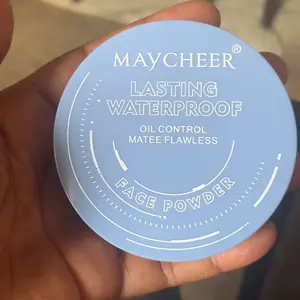 MAYCHEER®
LASTING
WATERPROOF
OIL CONTROL
MATEE FLAWLESS
FACE POWDER